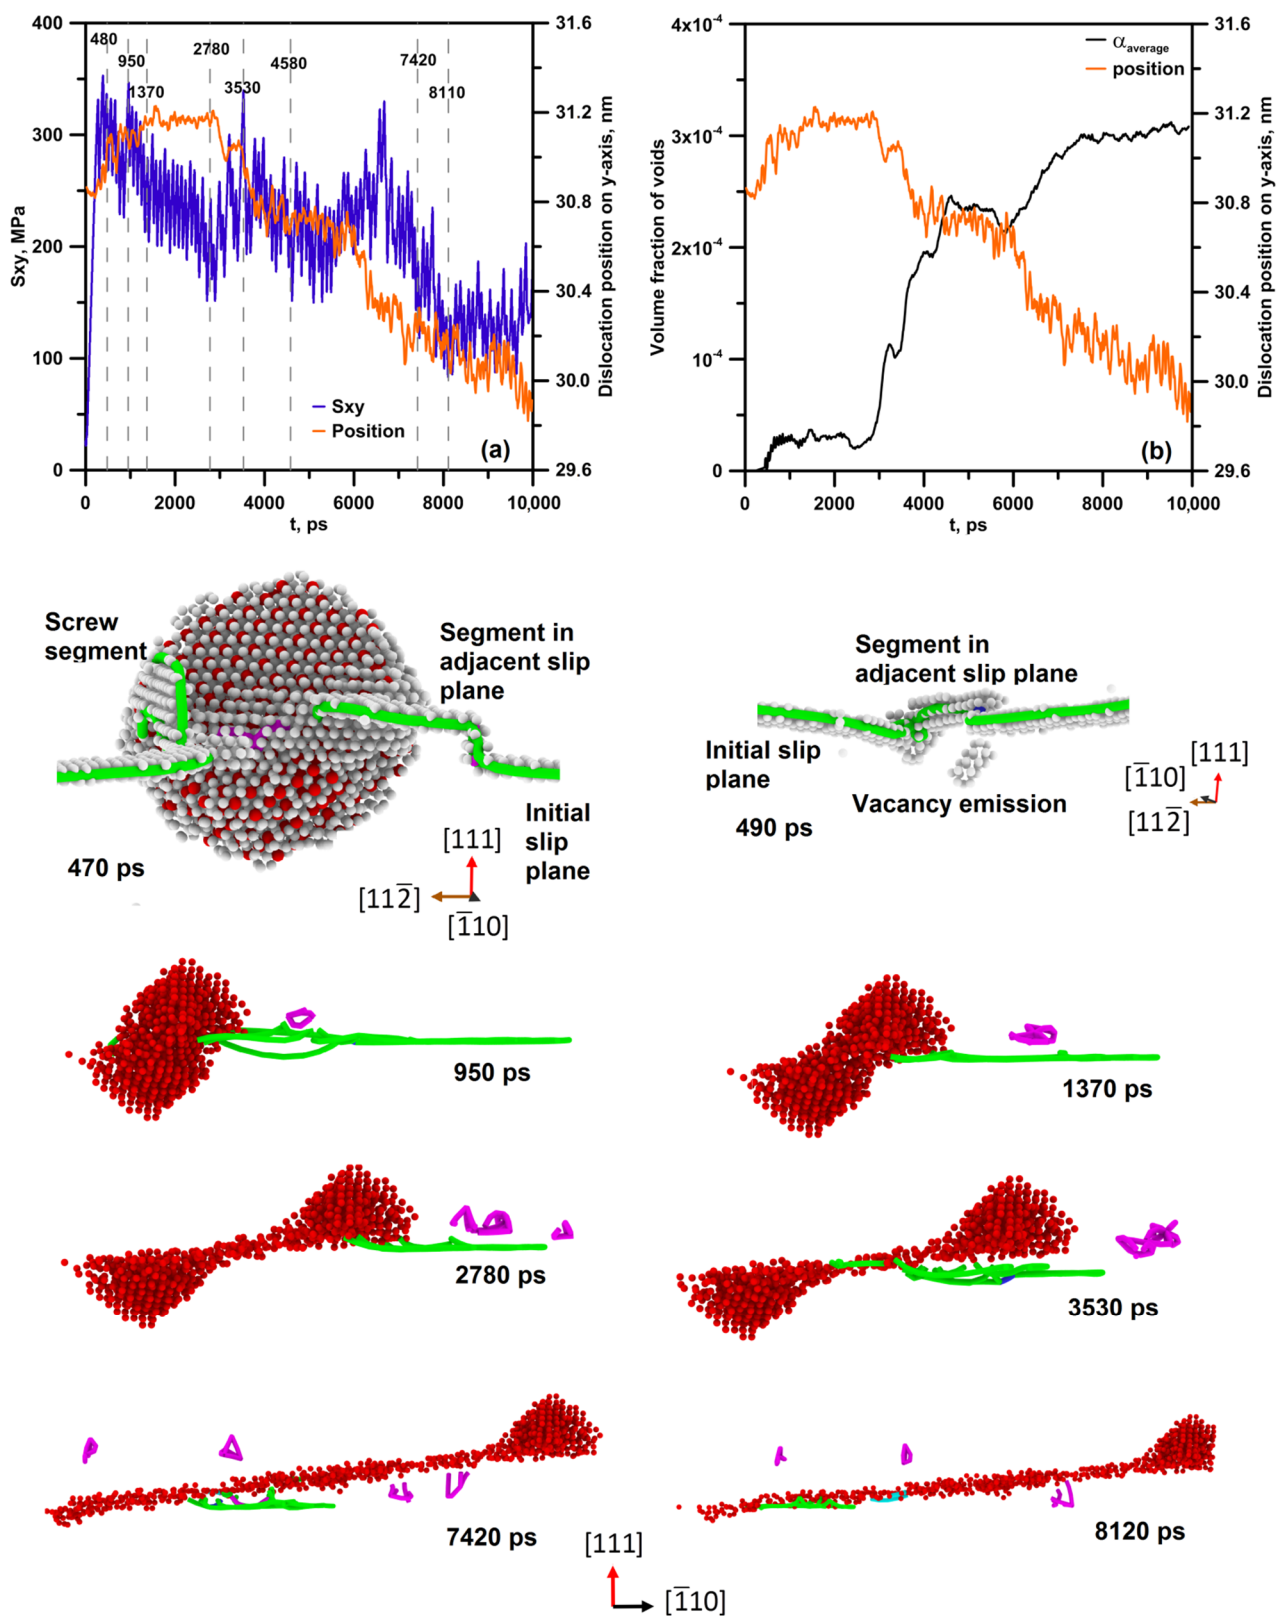 400
300
200
100
0
Sxy, MPa
480
950
1370
2780
3530
4580
7420
8110
31.6
31.2
30.8
30.4
30.0
29.6
Dislocation position on y-axis, nm
Sxy
Position
(a)
0
2000
4000
6000
8000
10,000
t, ps
4x10⁻⁴
3x10⁻⁴
2x10⁻⁴
10⁻⁴
0
Volume fraction of voids
α average
position
31.6
31.2
30.8
30.4
30.0
29.6
Dislocation position on y-axis, nm
(b)
0
2000
4000
6000
8000
10,000
t, ps
Screw
segment
Segment in
adjacent slip
plane
Initial
slip
plane
470 ps
[111]
[112̅]
[1̅10]
Segment in
adjacent slip plane
Initial slip
plane
Vacancy emission
490 ps
[111]
[1̅10]
[112̅]
950 ps
1370 ps
2780 ps
3530 ps
7420 ps
8120 ps
[111]
[1̅10]